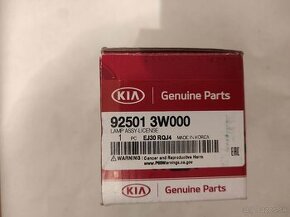 KIA Genuine Parts
92501 3W000
LAMP ASSY-LICENSE
1 PC EJ30 RQJ4 MADE IN KOREA
WARNING Cancer and Reproductive Harm
www.P65Warnings.ca.gov
EAC
KIA Genuine Parts